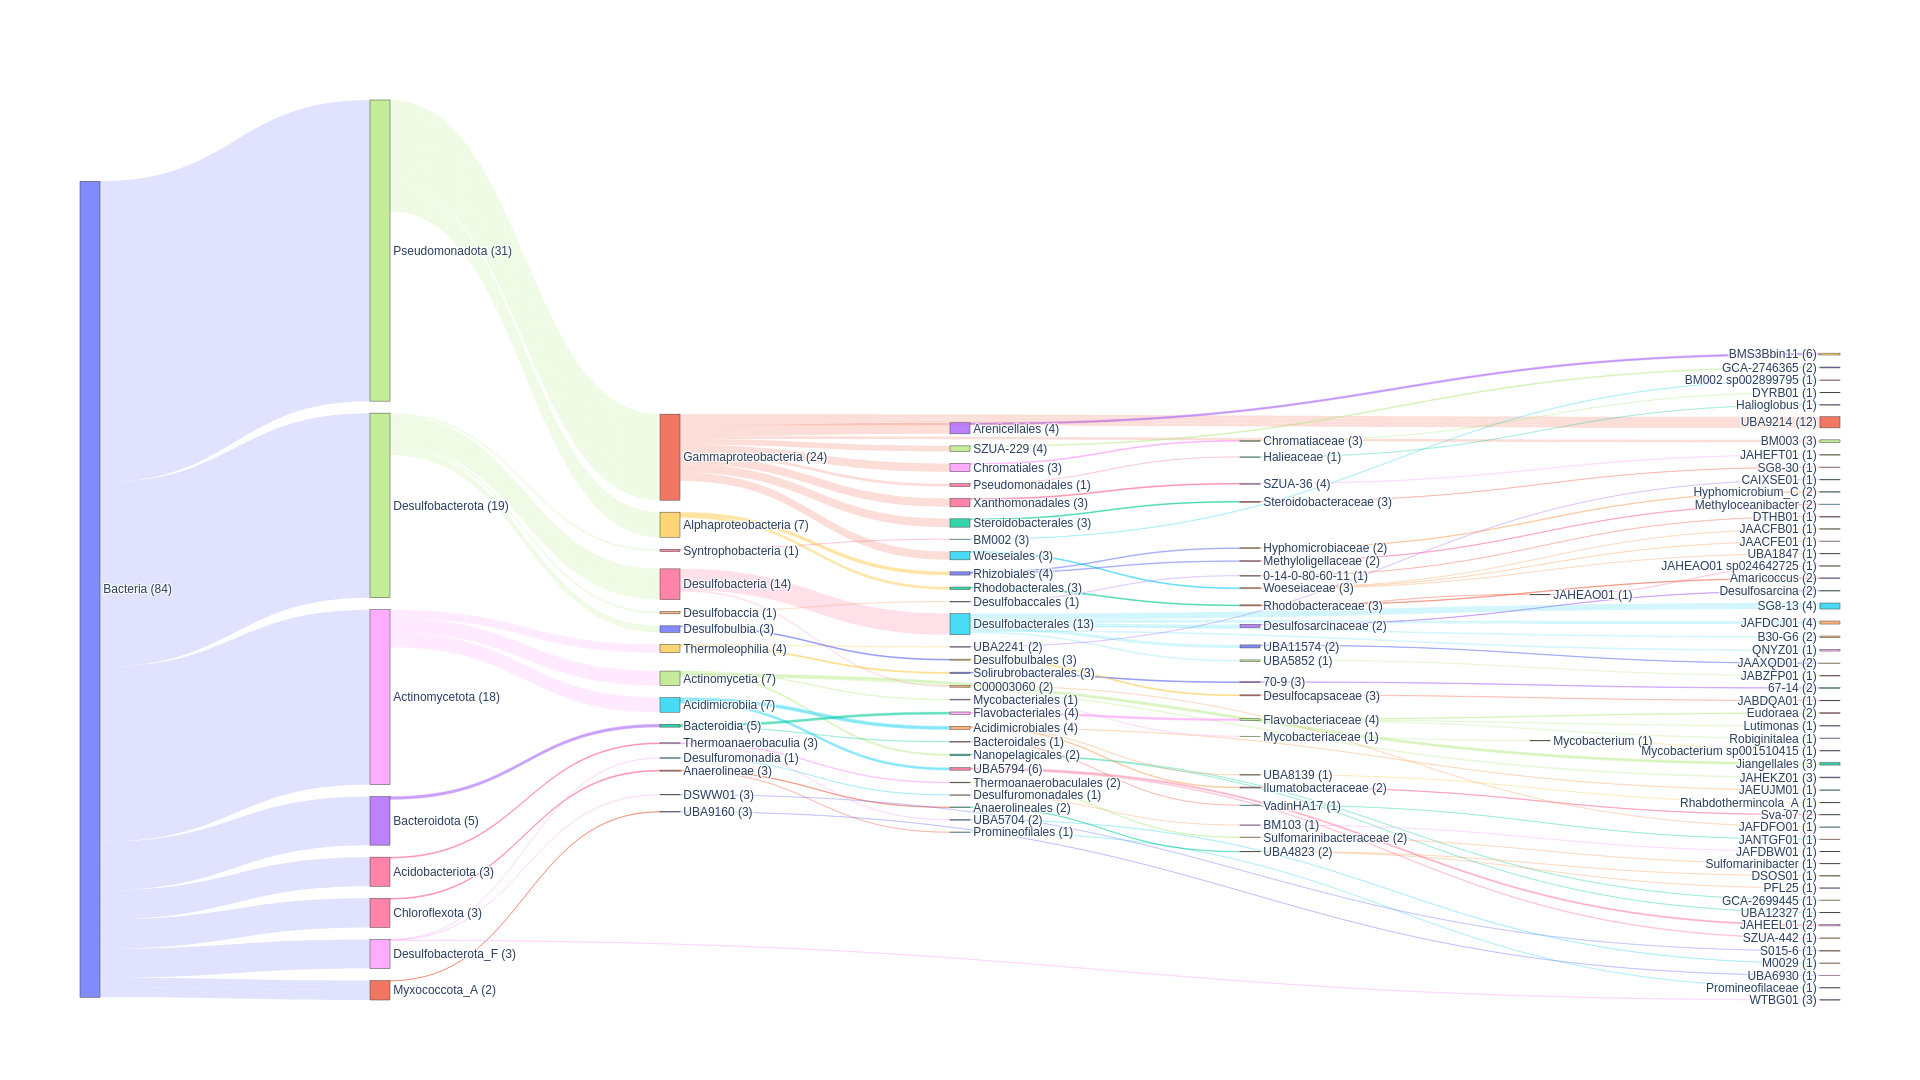 Bacteria (84)
Pseudomonadota (31)
Desulfobacterota (19)
Actinomycetota (18)
Bacteroidota (5)
Acidobacteriota (3)
Chloroflexota (3)
Desulfobacterota_F (3)
Myxococcota_A (2)
Gammaproteobacteria (24)
Alphaproteobacteria (7)
Syntrophobacteria (1)
Desulfobacteria (14)
Desulfobaccia (1)
Desulfobulbia (3)
Thermoleophilia (4)
Actinomycetia (7)
Acidimicrobiia (7)
Bacteroidia (5)
Thermoanaerobaculia (3)
Desulfuromonadia (1)
Anaerolineae (3)
DSWW01 (3)
UBA9160 (3)
Arenicellales (4)
SZUA-229 (4)
Chromatiales (3)
Pseudomonadales (1)
Xanthomonadales (3)
Steroidobacterales (3)
BM002 (3)
Woeseiales (3)
Rhizobiales (4)
Rhodobacterales (3)
Desulfobaccales (1)
Desulfobacterales (13)
UBA2241 (2)
Desulfobulbales (3)
Solirubrobacterales (3)
C00003060 (2)
Mycobacteriales (1)
Flavobacteriales (4)
Acidimicrobiales (4)
Bacteroidales (1)
Nanopelagicales (2)
UBA5794 (6)
Thermoanaerobaculales (2)
Desulfuromonadales (1)
Anaerolineales (2)
UBA5704 (2)
Promineofilales (1)
Chromatiaceae (3)
Halieaceae (1)
SZUA-36 (4)
Steroidobacteraceae (3)
Hyphomicrobiaceae (2)
Methyloligellaceae (2)
0-14-0-80-60-11 (1)
Woeseiaceae (3)
Rhodobacteraceae (3)
Desulfosarcinaceae (2)
UBA11574 (2)
UBA5852 (1)
70-9 (3)
Desulfocapsaceae (3)
Flavobacteriaceae (4)
Mycobacteriaceae (1)
UBA8139 (1)
Ilumatobacteraceae (2)
VadinHA17 (1)
BM103 (1)
Sulfomarinibacteraceae (2)
UBA4823 (2)
JAHEAO01 (1)
Mycobacterium (1)
BMS3Bbin11 (6)
GCA-2746365 (2)
BM002 sp002899795 (1)
DYRB01 (1)
Halioglobus (1)
UBA9214 (12)
BM003 (3)
JAHEFT01 (1)
SG8-30 (1)
CAIXSE01 (1)
Hyphomicrobium_C (2)
Methyloceanibacter (2)
DTHB01 (1)
JAACFB01 (1)
JAACFE01 (1)
UBA1847 (1)
JAHEAO01 sp024642725 (1)
Amaricoccus (2)
Desulfosarcina (2)
SG8-13 (4)
JAFDCJ01 (4)
B30-G6 (2)
QNYZ01 (1)
JAAXQD01 (2)
JABZFP01 (1)
67-14 (2)
JABDQA01 (1)
Eudoraea (2)
Lutimonas (1)
Robiginitalea (1)
Mycobacterium sp001510415 (1)
Jiangellales (3)
JAHEKZ01 (3)
JAEUJM01 (1)
Rhabdothermincola_A (1)
Sva-07 (2)
JAFDFO01 (1)
JANTGF01 (1)
JAFDBW01 (1)
Sulfomarinibacter (1)
DSOS01 (1)
PFL25 (1)
GCA-2699445 (1)
UBA12327 (1)
JAHEEL01 (2)
SZUA-442 (1)
S015-6 (1)
M0029 (1)
UBA6930 (1)
Promineofilaceae (1)
WTBG01 (3)